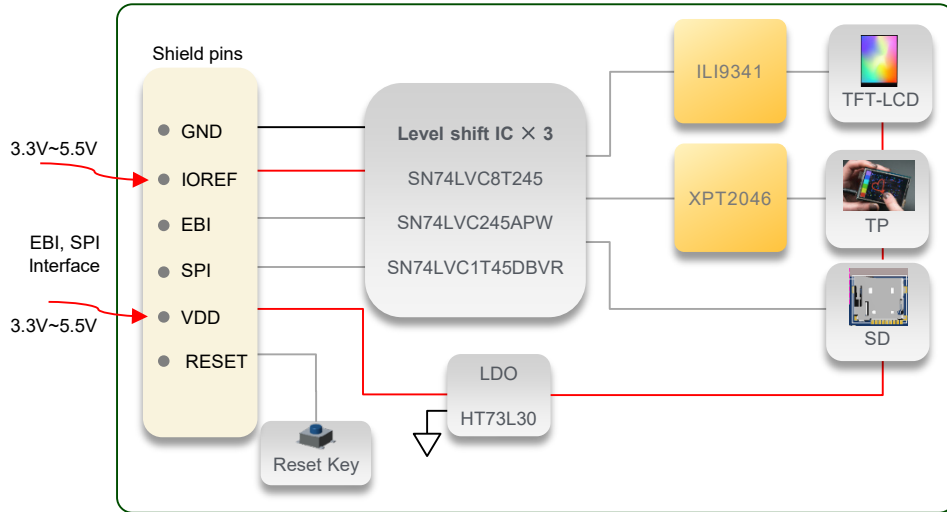 Shield pins
GND
3.3V~5.5V
IOREF
EBI
EBI, SPI
Interface
SPI
VDD
3.3V~5.5V
RESET
Reset Key
Level shift IC × 3
SN74LVC8T245
SN74LVC245APW
SN74LVC1T45DBVR
LDO
HT73L30
ILI9341
XPT2046
TFT-LCD
TP
SD